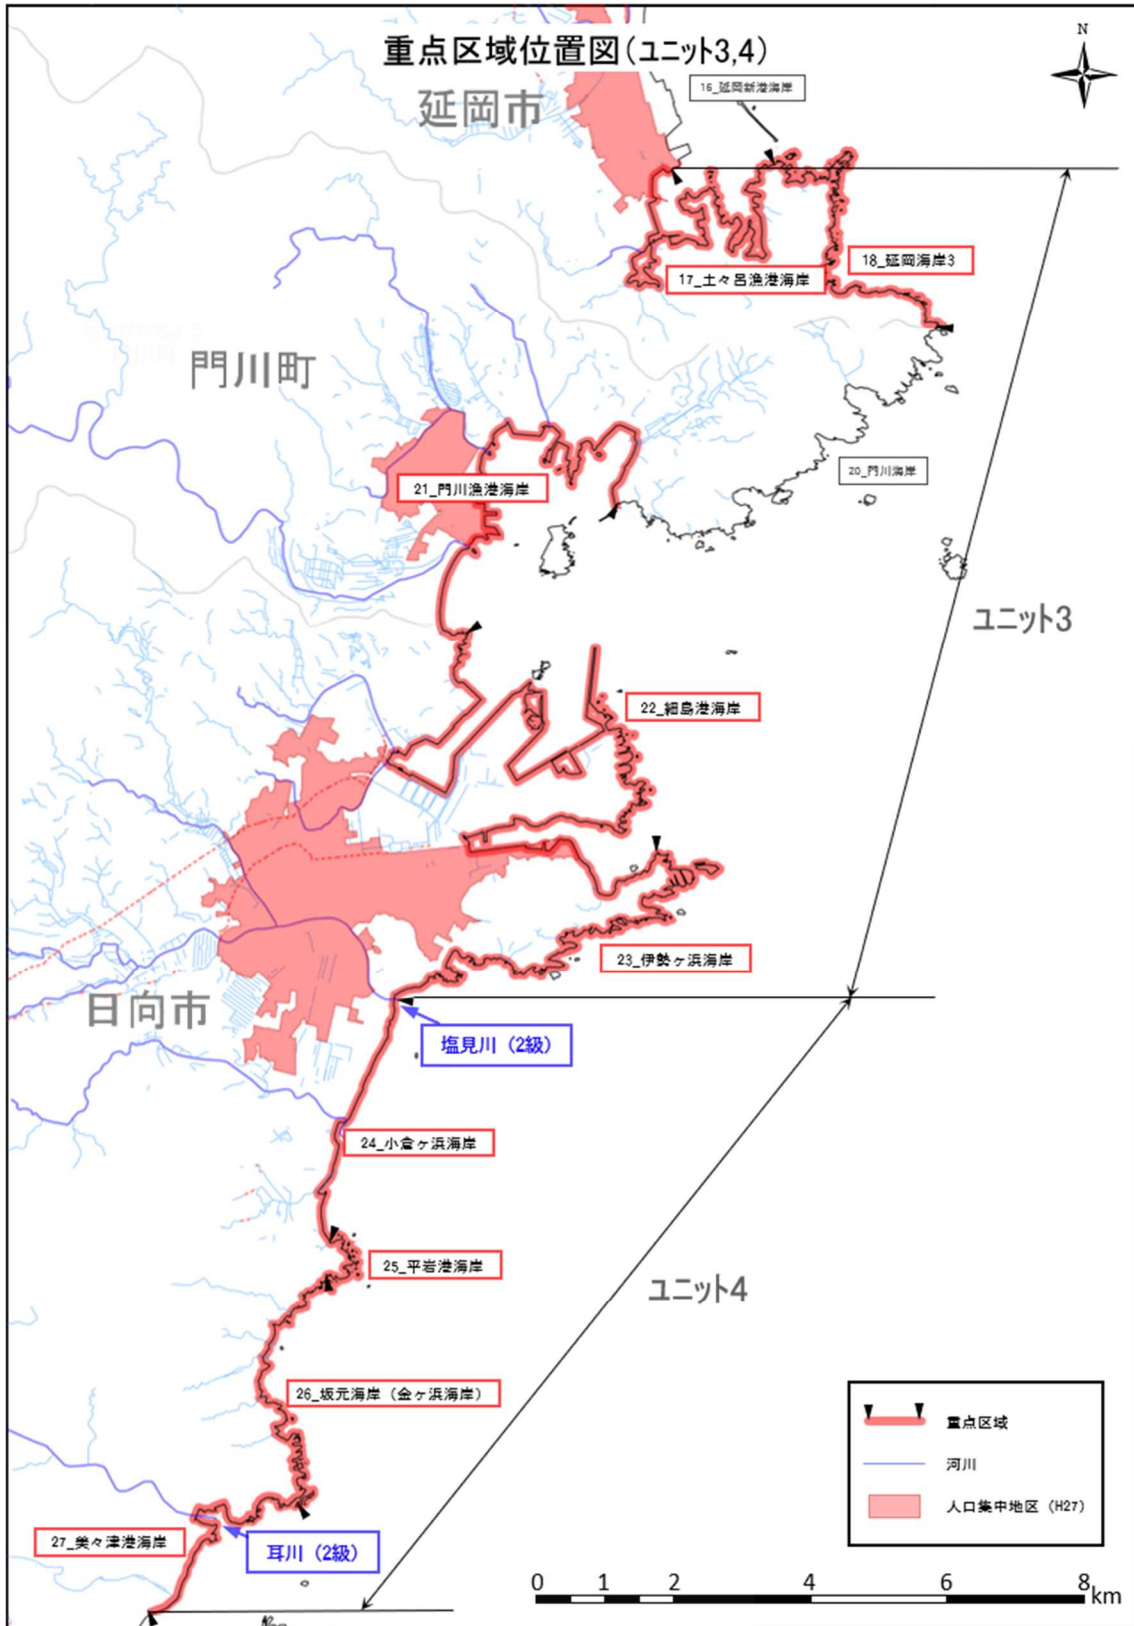 重点区域位置図(ユニット3,4)
N
延岡市
16_延岡新港海岸
18_延岡海岸3
17_土々呂漁港海岸
門川町
20_門川海岸
21_門川漁港海岸
ユニット3
22_細島港海岸
23_伊勢ヶ浜海岸
日向市
塩見川（2級）
24_小倉ヶ浜海岸
25_平岩港海岸
ユニット4
26_坂元海岸（金ヶ浜海岸）
重点区域
河川
人口集中地区（H27）
27_美々津港海岸
耳川（2級）
0 1 2 4 6 8 km